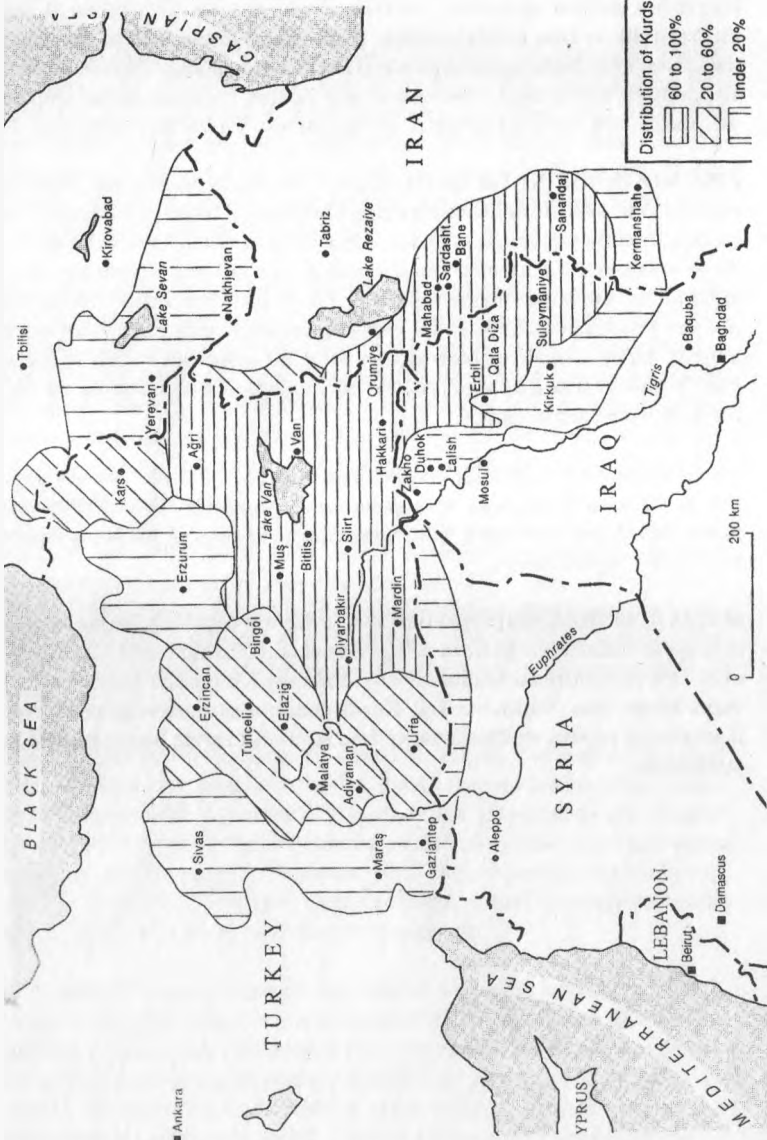 BLACK SEA
CASPIAN
SEA
Tbilisi
Kirovabad
Lake Sevan
Nakhjevan
Yerevan
Kars
Ağri
Erzurum
Tabriz
Lake Rezaiye
IRAN
Ankara
TURKEY
Sivas
Erzincan
Tunceli
Elaziğ
Bingöl
Muş
Lake Van
Van
Bitlis
Siirt
Hakkari
Orumiye
Mahabad
Sardasht
Bane
Malatya
Adiyaman
Diyarbakir
Mardin
Maraş
Gaziantep
Urfa
Zakho
Duhok
Lalish
Mosul
Erbil
Qala Diza
Kirkuk
Suleymaniye
Sanandaj
Kermanshah
Aleppo
SYRIA
Euphrates
IRAQ
Tigris
Baquba
Baghdad
YPRUS
MEDITERRANEAN SEA
LEBANON
Beirut
Damascus
0 200 km
Distribution of Kurds
60 to 100%
20 to 60%
under 20%